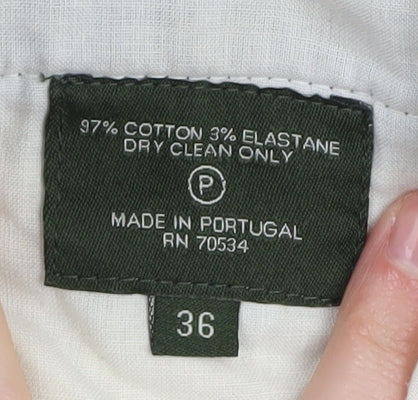 97% COTTON 3% ELASTANE
DRY CLEAN ONLY
P
MADE IN PORTUGAL
RN 70534
36